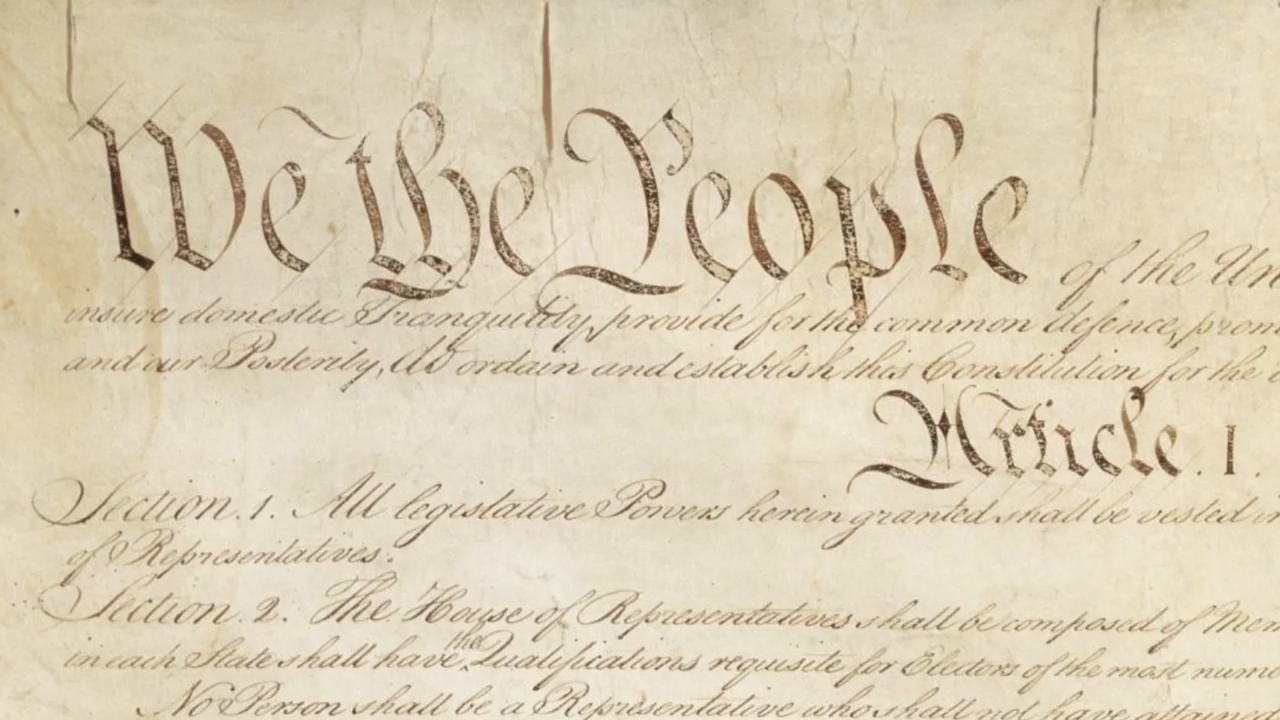 We the People of the Un
insure domestic Tranquility, provide for the common defence, prom
and our Posterity, do ordain and establish this Constitution for the
Article. I.
Section. 1. All legislative Powers herein granted shall be vested in
of Representatives.
Section. 2. The House of Representatives shall be composed of Mem
the
in each State shall have Qualifications requisite for Electors of the most nume
No Person shall be a Representative who shall not have attained